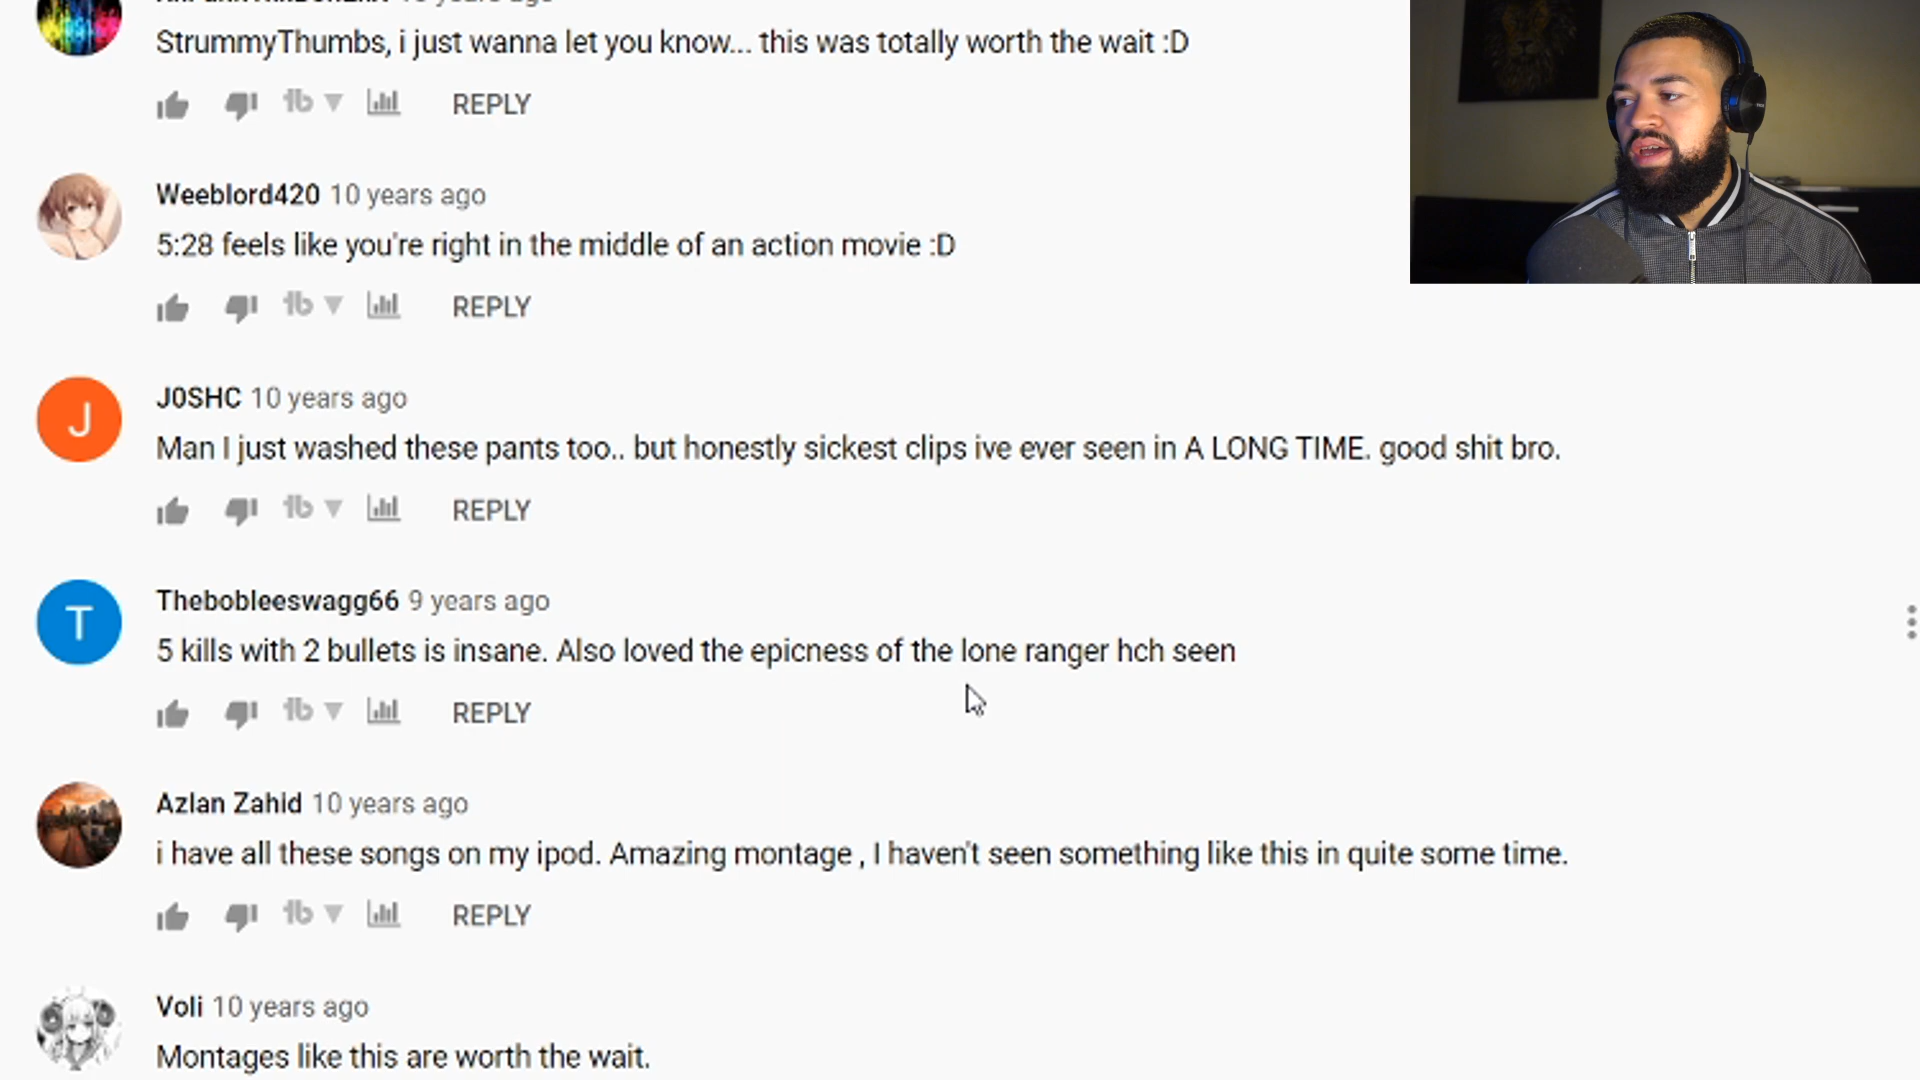 StrummyThumbs, i just wanna let you know... this was totally worth the wait :D
REPLY
Weeblord420 10 years ago
5:28 feels like you're right in the middle of an action movie :D
REPLY
J
J0SHC 10 years ago
Man I just washed these pants too.. but honestly sickest clips ive ever seen in A LONG TIME. good shit bro.
REPLY
T
Thebobleeswagg66 9 years ago
5 kills with 2 bullets is insane. Also loved the epicness of the lone ranger hch seen
REPLY
Azlan Zahid 10 years ago
i have all these songs on my ipod. Amazing montage , I haven't seen something like this in quite some time.
REPLY
Voli 10 years ago
Montages like this are worth the wait.